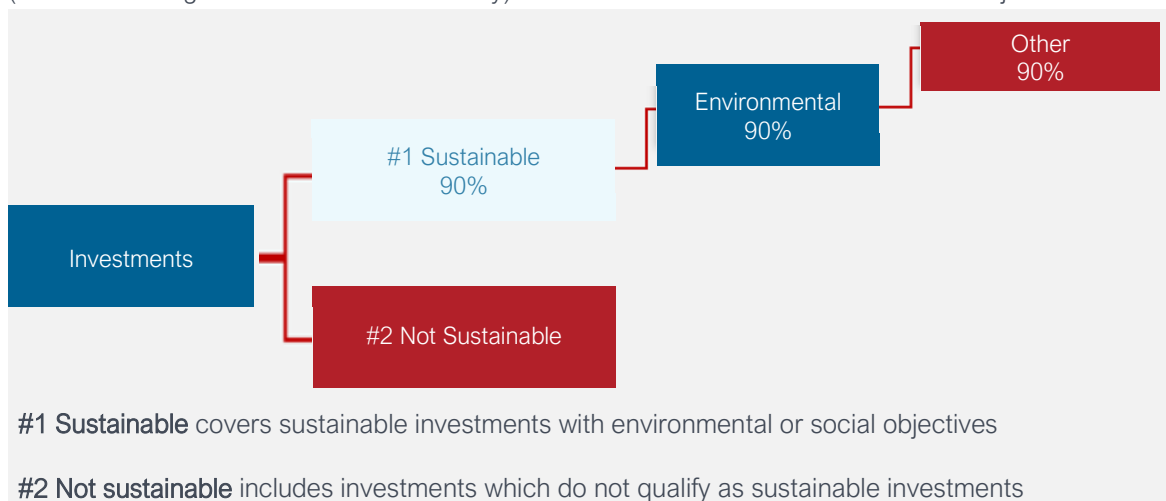 Other
90%
Environmental
90%
#1 Sustainable
90%
Investments
#2 Not Sustainable
#1 Sustainable covers sustainable investments with environmental or social objectives
#2 Not sustainable includes investments which do not qualify as sustainable investments